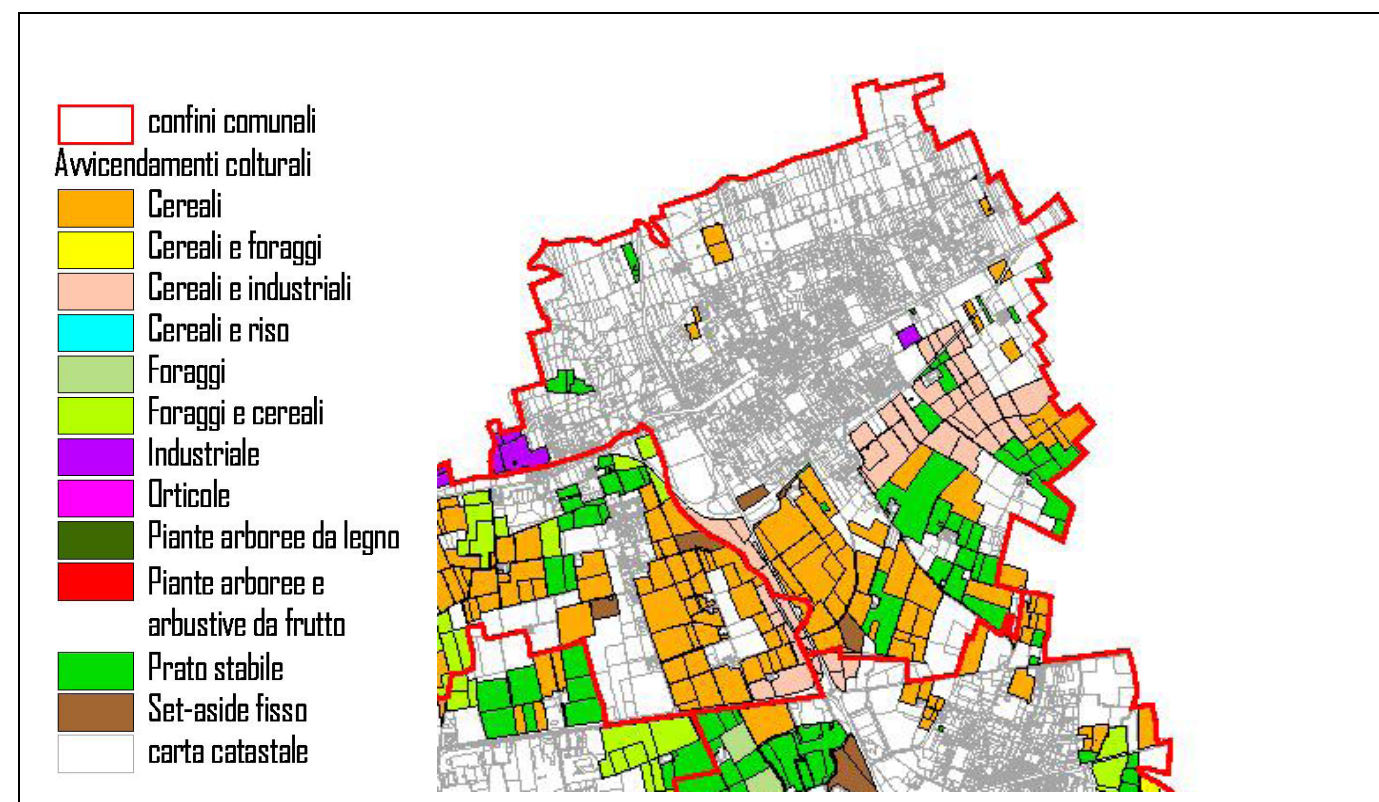 confini comunali
Avvicendamenti colturali
Cereali
Cereali e foraggi
Cereali e industriali
Cereali e riso
Foraggi
Foraggi e cereali
Industriale
Orticole
Piante arboree da legno
Piante arboree e
arbustive da frutto
Prato stabile
Set-aside fisso
carta catastale